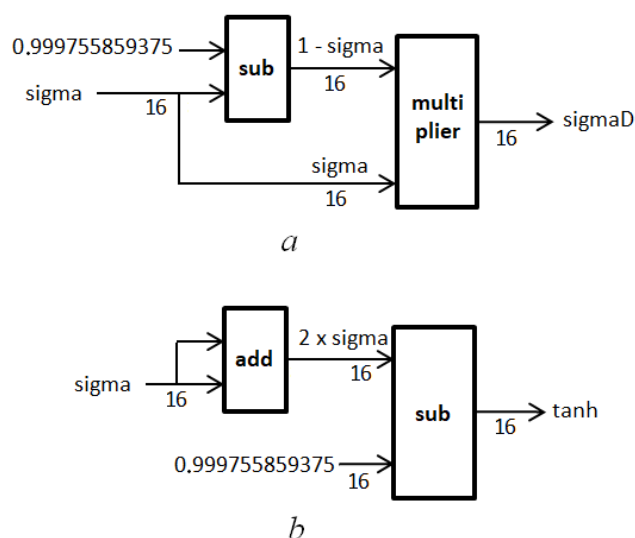 0.999755859375
sigma
16
sub
1 - sigma
16
multi
plier
16
sigmaD
sigma
16
a
sigma
16
add
2 x sigma
16
sub
16
tanh
0.999755859375
16
b